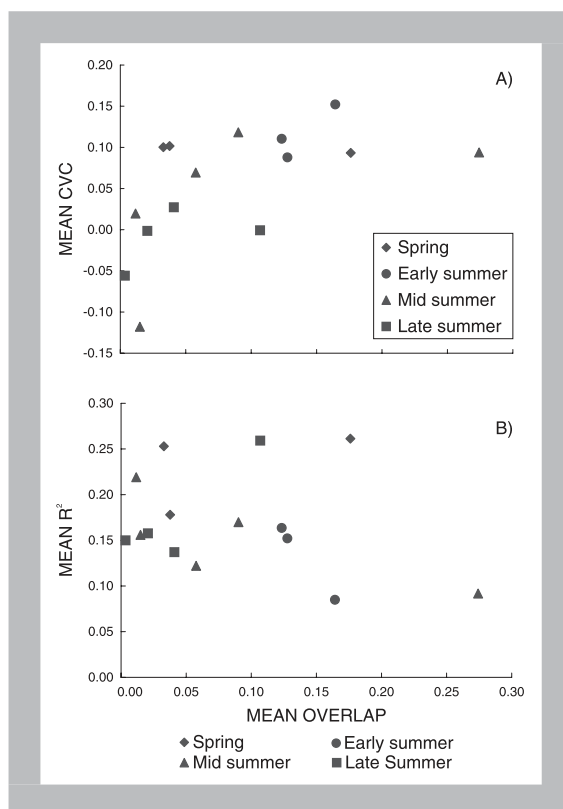 A)
0.20
0.15
0.10
0.05
0.00
-0.05
-0.10
-0.15
MEAN CVC
Spring
Early summer
Mid summer
Late summer
B)
0.30
0.25
0.20
0.15
0.10
0.05
0.00
MEAN R²
0.00 0.05 0.10 0.15 0.20 0.25 0.30
MEAN OVERLAP
Spring Early summer
Mid summer Late Summer